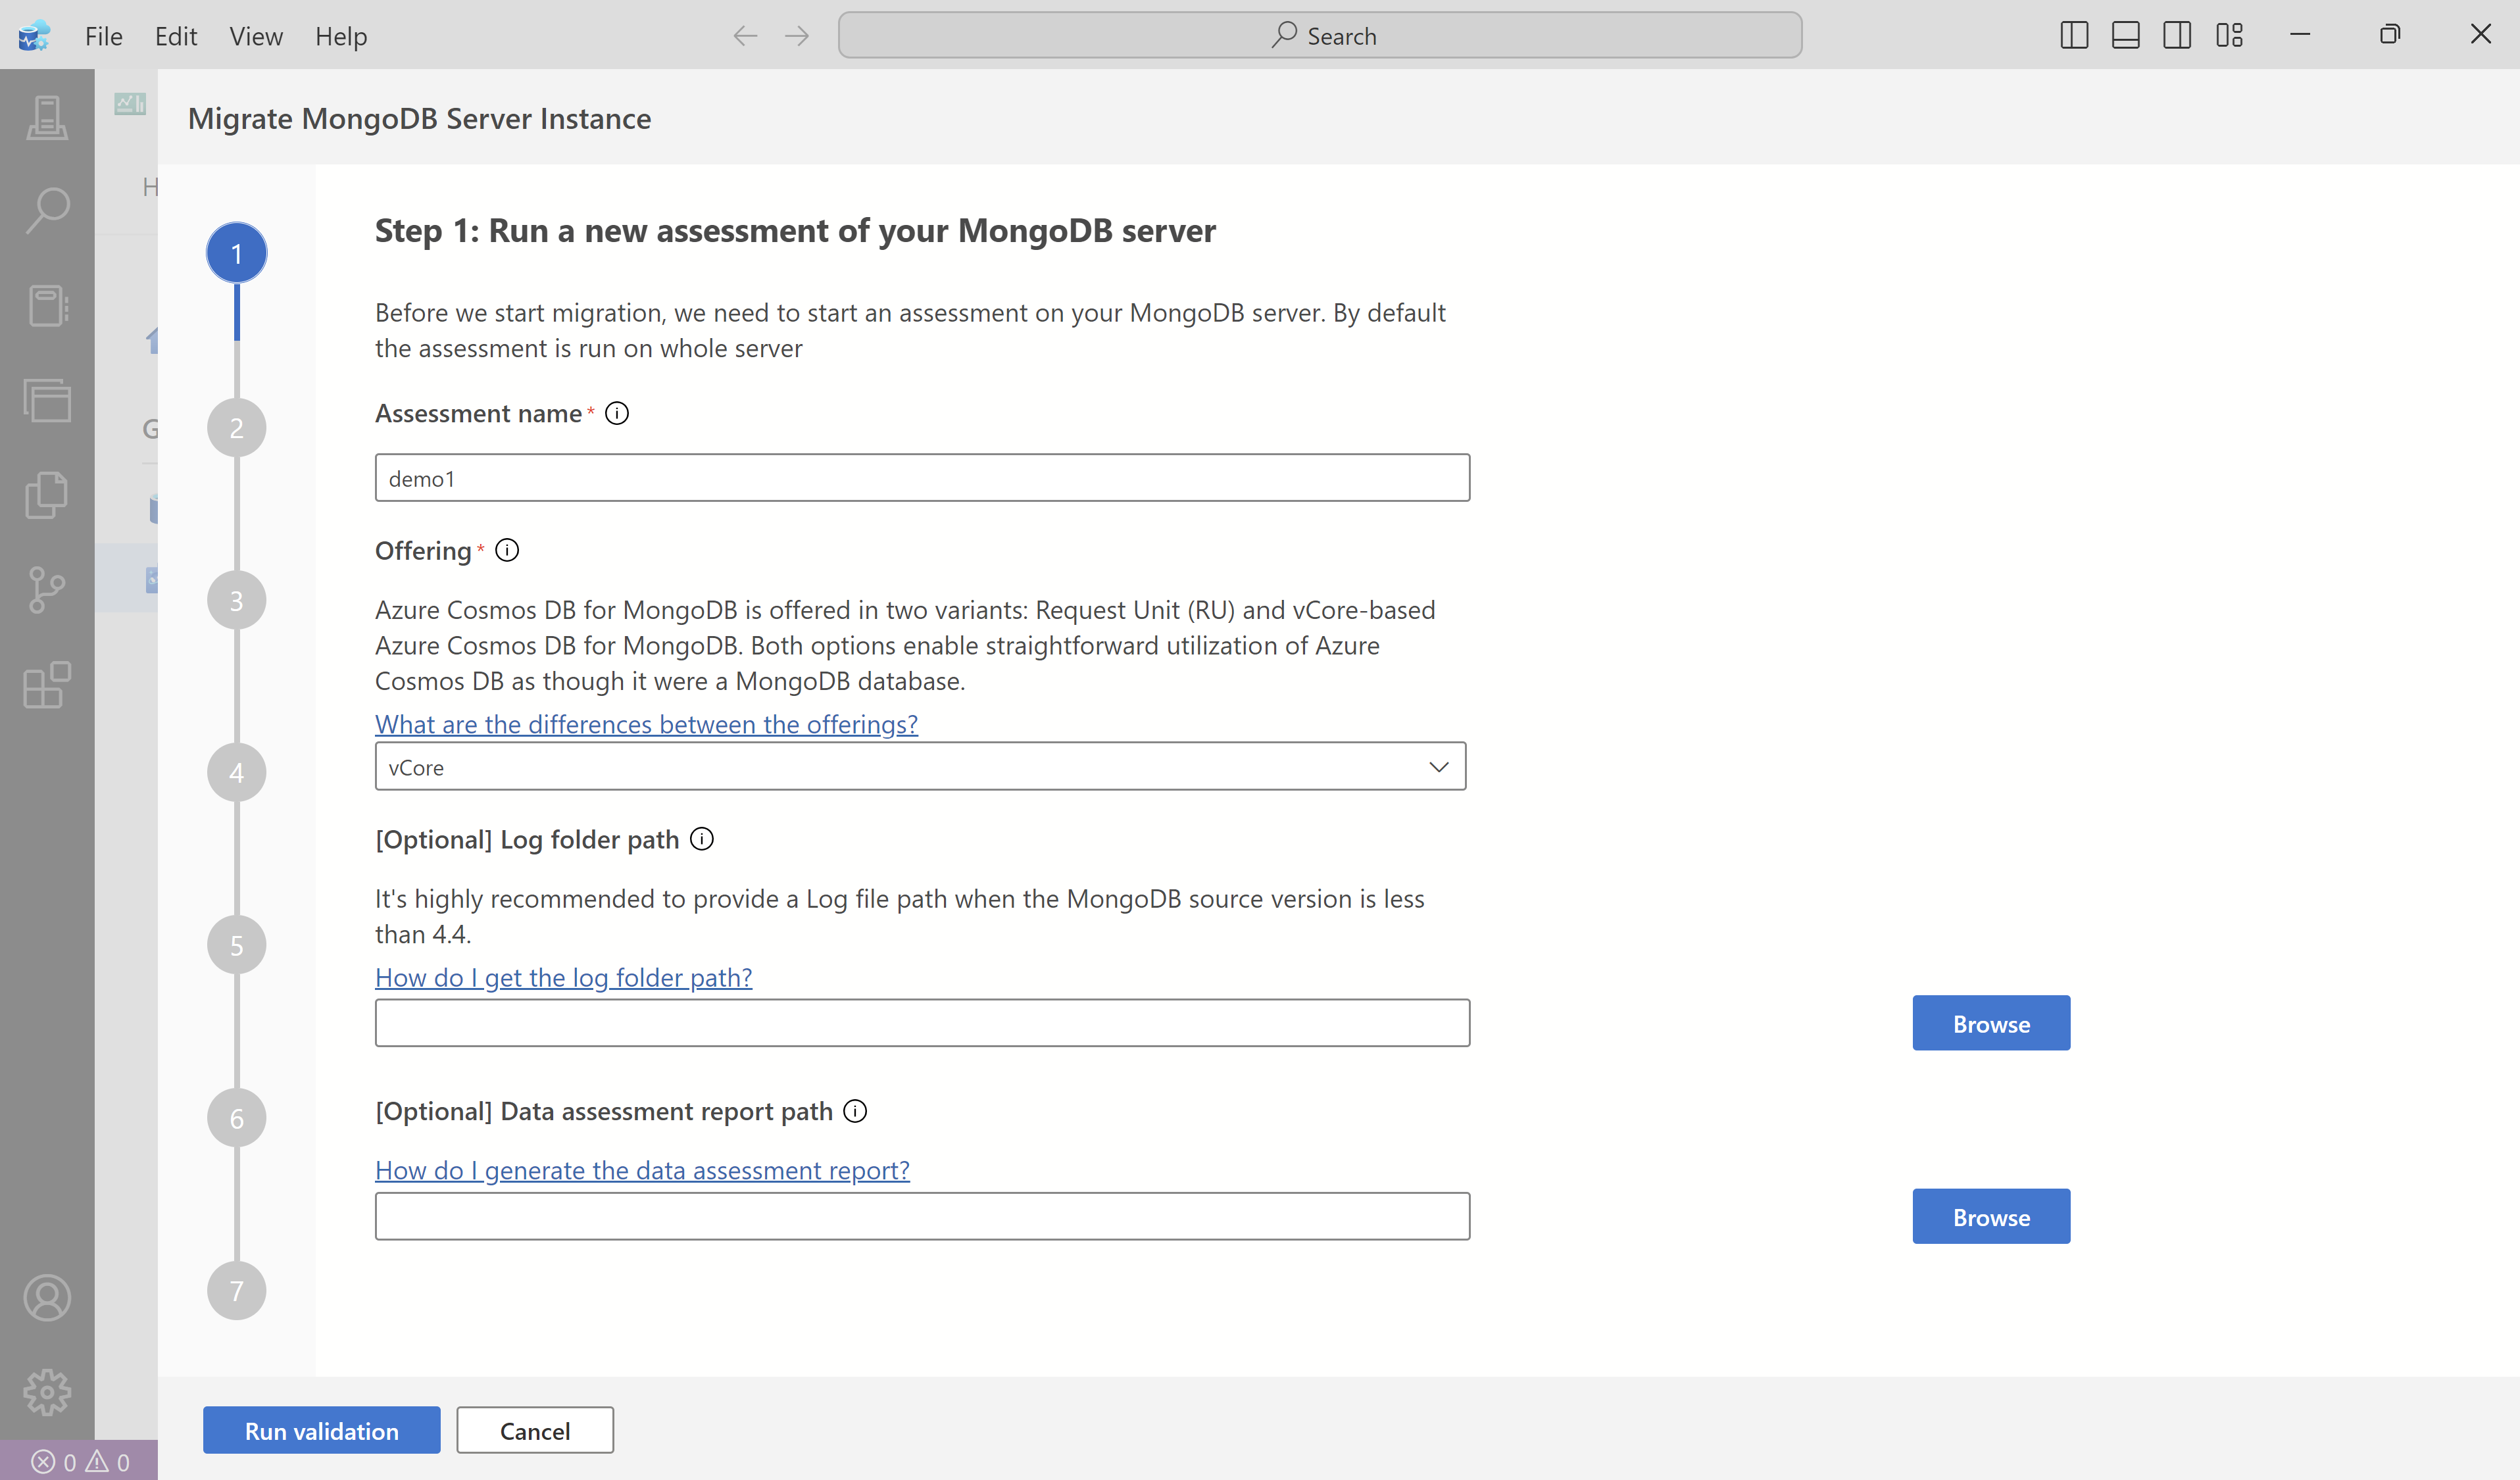 File Edit View Help
Search
Migrate MongoDB Server Instance
H
G
1
2
3
4
5
6
7
Step 1: Run a new assessment of your MongoDB server
Before we start migration, we need to start an assessment on your MongoDB server. By default
the assessment is run on whole server
Assessment name *
demo1
Offering *
Azure Cosmos DB for MongoDB is offered in two variants: Request Unit (RU) and vCore-based
Azure Cosmos DB for MongoDB. Both options enable straightforward utilization of Azure
Cosmos DB as though it were a MongoDB database.
What are the differences between the offerings?
vCore
[Optional] Log folder path
It's highly recommended to provide a Log file path when the MongoDB source version is less
than 4.4.
How do I get the log folder path?
Browse
[Optional] Data assessment report path
How do I generate the data assessment report?
Browse
Run validation
Cancel
0 0